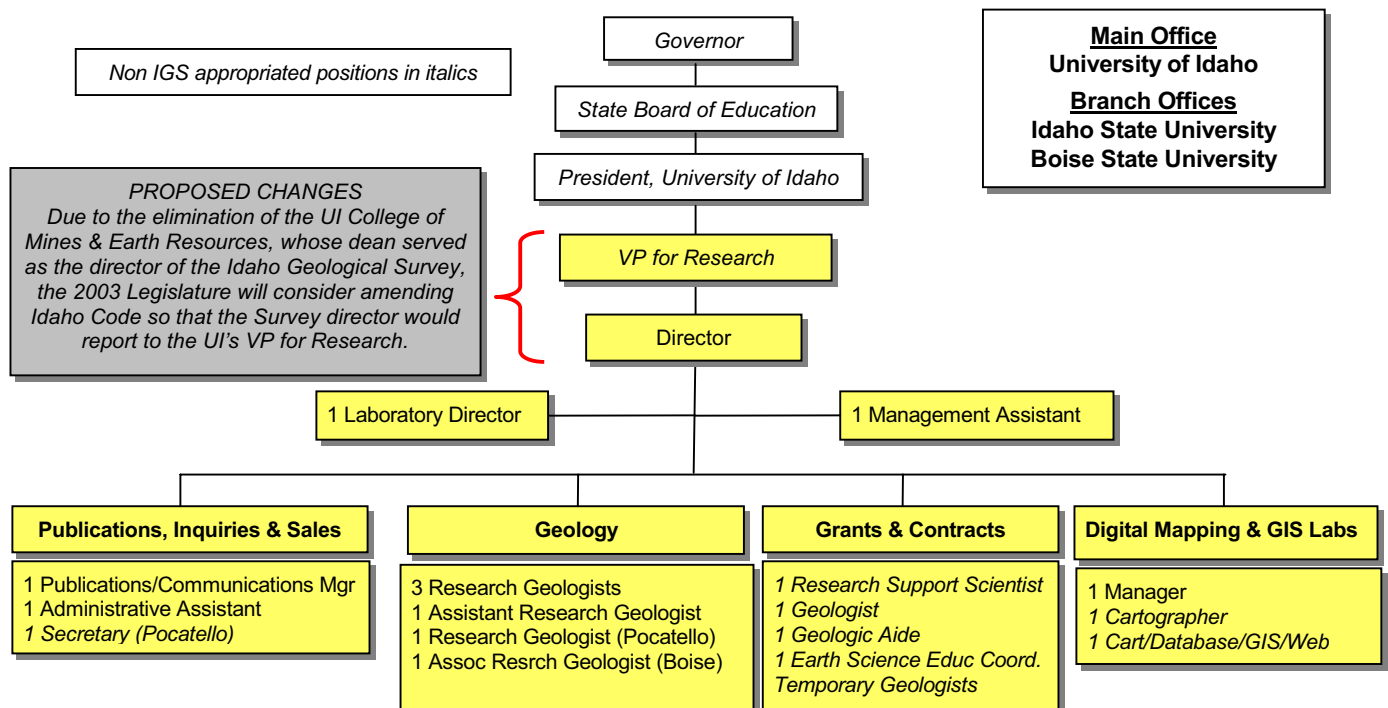 Governor
Non IGS appropriated positions in italics
State Board of Education
President, University of Idaho
Main Office
University of Idaho
Branch Offices
Idaho State University
Boise State University
PROPOSED CHANGES
Due to the elimination of the UI College of
Mines & Earth Resources, whose dean served
as the director of the Idaho Geological Survey,
the 2003 Legislature will consider amending
Idaho Code so that the Survey director would
report to the UI's VP for Research.
VP for Research
Director
1 Laboratory Director
1 Management Assistant
Publications, Inquiries & Sales
1 Publications/Communications Mgr
1 Administrative Assistant
1 Secretary (Pocatello)
Geology
3 Research Geologists
1 Assistant Research Geologist
1 Research Geologist (Pocatello)
1 Assoc Resrch Geologist (Boise)
Grants & Contracts
1 Research Support Scientist
1 Geologist
1 Geologic Aide
1 Earth Science Educ Coord.
Temporary Geologists
Digital Mapping & GIS Labs
1 Manager
1 Cartographer
1 Cart/Database/GIS/Web